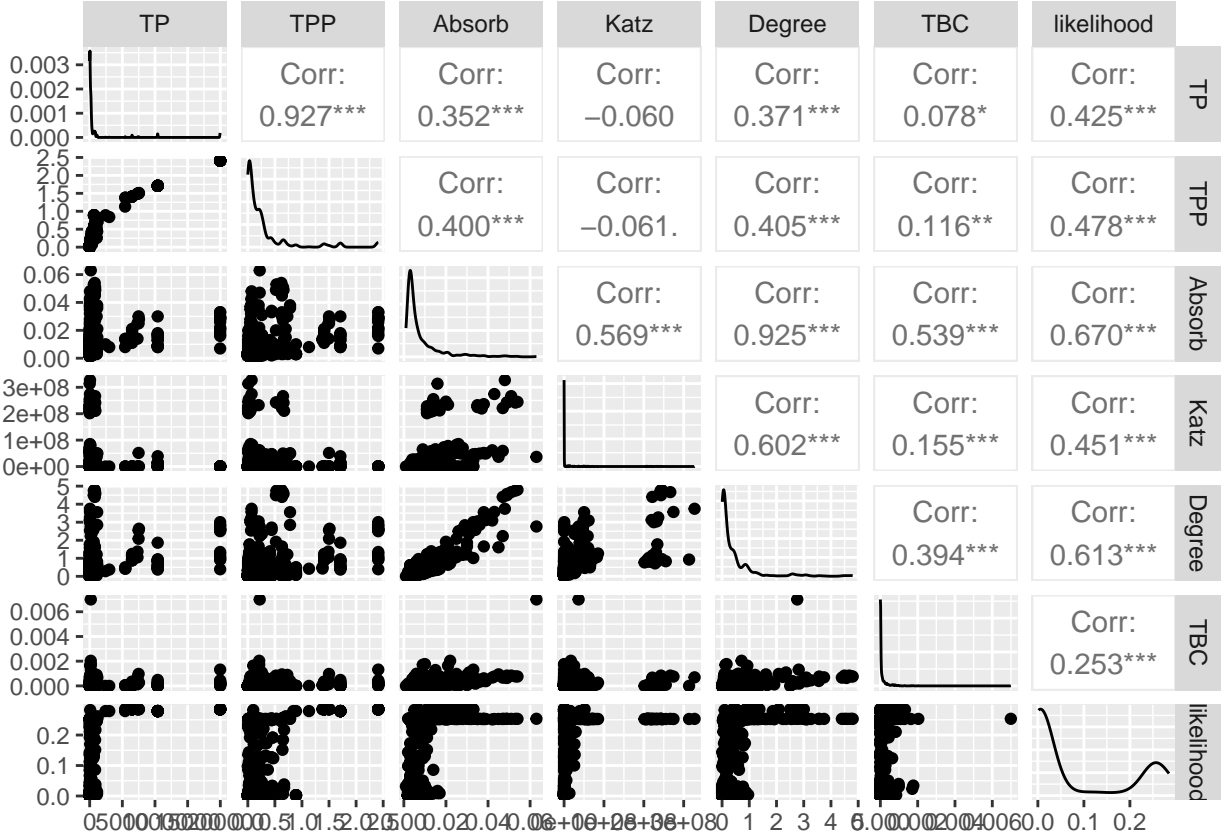 TP TPP Absorb Katz Degree TBC likelihood
0.003
0.002
0.001
0.000
Corr:
0.927***
Corr:
0.352***
Corr:
−0.060
Corr:
0.371***
Corr:
0.078*
Corr:
0.425***
TP
2.5
2.0
1.5
1.0
0.5
0.0
Corr:
0.400***
Corr:
−0.061.
Corr:
0.405***
Corr:
0.116**
Corr:
0.478***
TPP
0.06
0.04
0.02
0.00
Corr:
0.569***
Corr:
0.925***
Corr:
0.539***
Corr:
0.670***
Absorb
3e+08
2e+08
1e+08
0e+00
Corr:
0.602***
Corr:
0.155***
Corr:
0.451***
Katz
5
4
3
2
1
0
Corr:
0.394***
Corr:
0.613***
Degree
0.006
0.004
0.002
0.000
Corr:
0.253***
TBC
0.2
0.1
0.0
likelihood
0 1 2 3 4 0.0 0.1 0.2